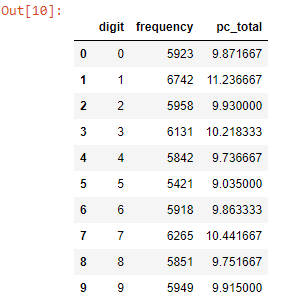 Out[10]:
digit frequency pc_total
0 0 5923 9.871667
1 1 6742 11.236667
2 2 5958 9.930000
3 3 6131 10.218333
4 4 5842 9.736667
5 5 5421 9.035000
6 6 5918 9.863333
7 7 6265 10.441667
8 8 5851 9.751667
9 9 5949 9.915000